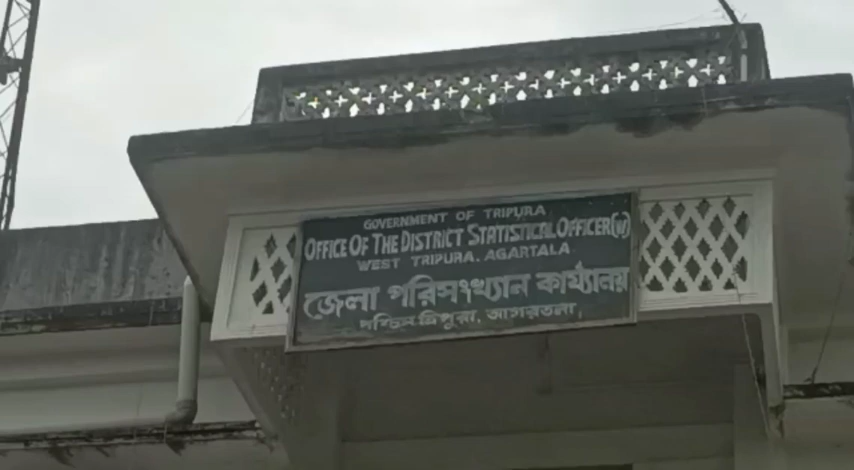 GOVERNMENT OF TRIPURA
OFFICE OF THE DISTRICT STATISTICAL OFFICER(W)
WEST TRIPURA. AGARTALA
জেলা পরিসংখ্যান কার্য্যালয়
পশ্চিম ত্রিপুরা, আগরতলা।